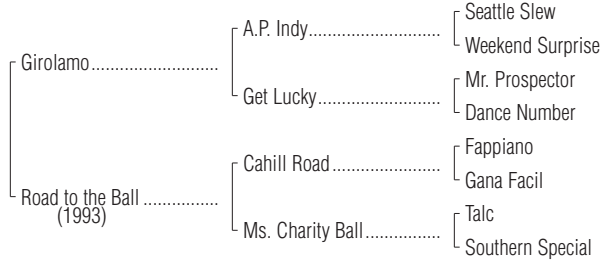 Seattle Slew
A.P. Indy
Weekend Surprise
Girolamo
Mr. Prospector
Get Lucky
Dance Number
Fappiano
Cahill Road
Gana Facil
Road to the Ball
(1993)
Talc
Ms. Charity Ball
Southern Special